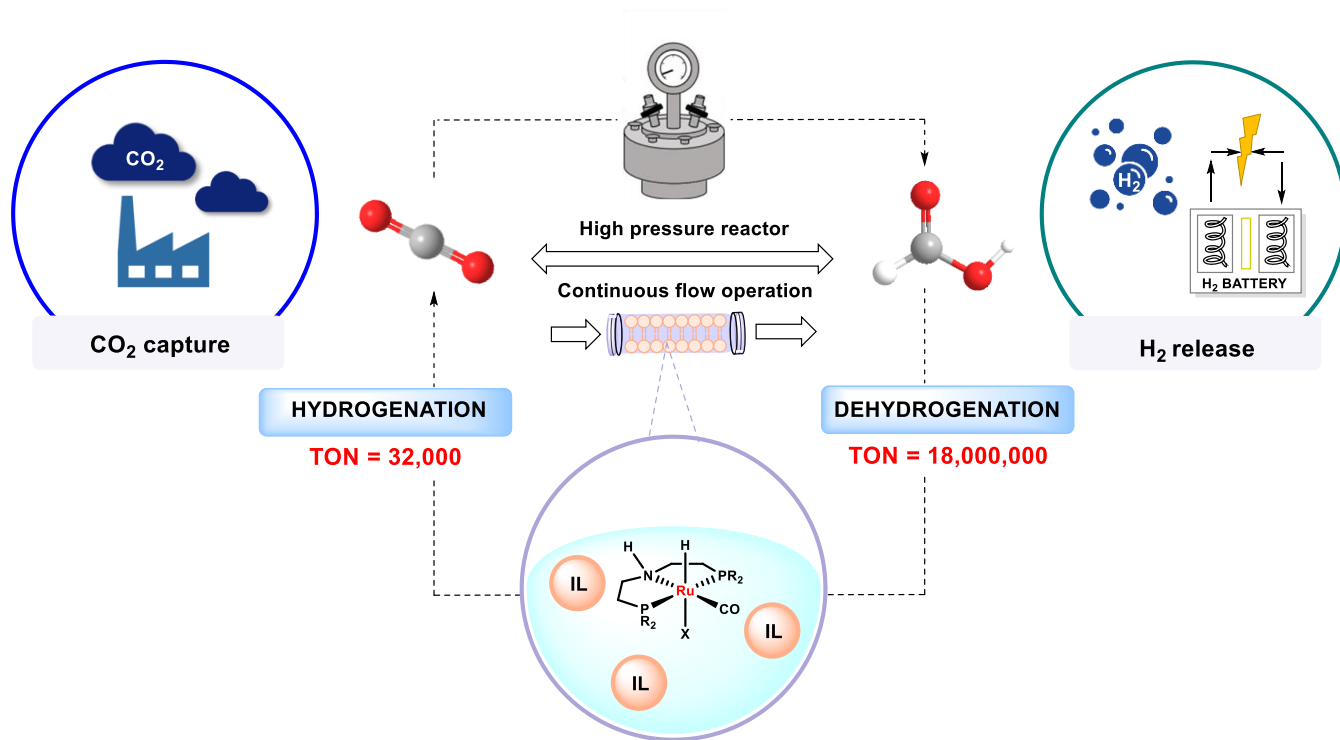 CO2
H2
High pressure reactor
Continuous flow operation
H2 BATTERY
CO2 capture
H2 release
HYDROGENATION
TON = 32,000
DEHYDROGENATION
TON = 18,000,000
H
H
N
PR2
IL
Ru
P
R2
CO
X
IL
IL